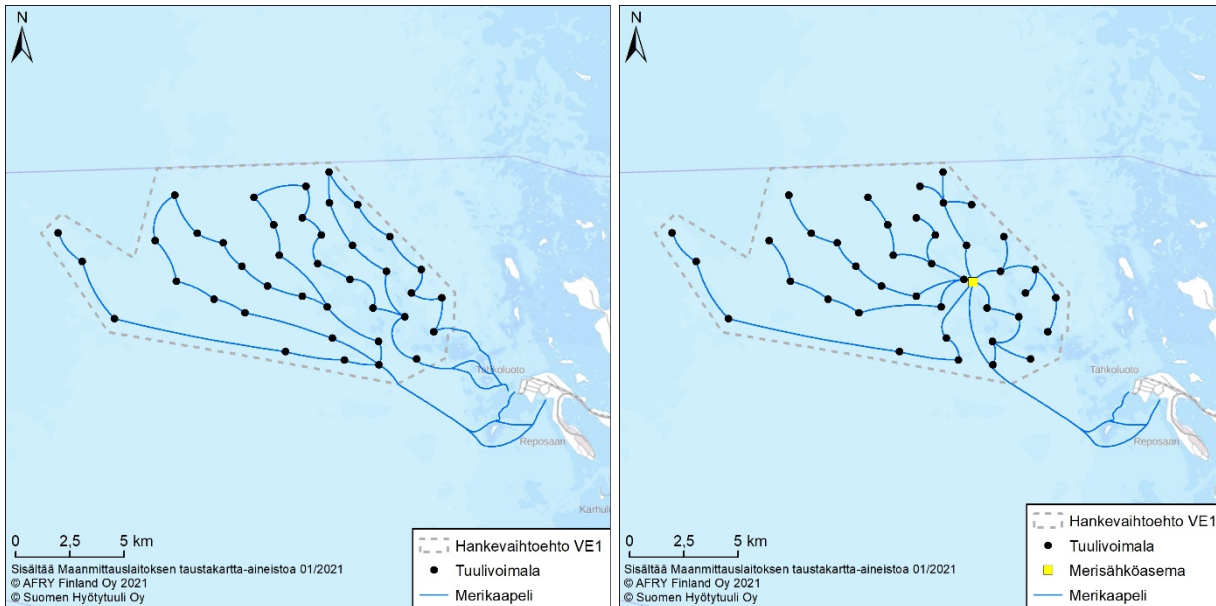 N
Tahkoluoto
Reposaari
Karhulu
0 2,5 5 km
Sisältää Maanmittauslaitoksen taustakartta-aineistoa 01/2021
© AFRY Finland Oy 2021
© Suomen Hyötytuuli Oy
Hankevaihtoehto VE1
Tuulivoimala
Merikaapeli
N
Tahkoluoto
Reposaari
0 2,5 5 km
Sisältää Maanmittauslaitoksen taustakartta-aineistoa 01/2021
© AFRY Finland Oy 2021
© Suomen Hyötytuuli Oy
Hankevaihtoehto VE1
Tuulivoimala
Merisähköasema
Merikaapeli